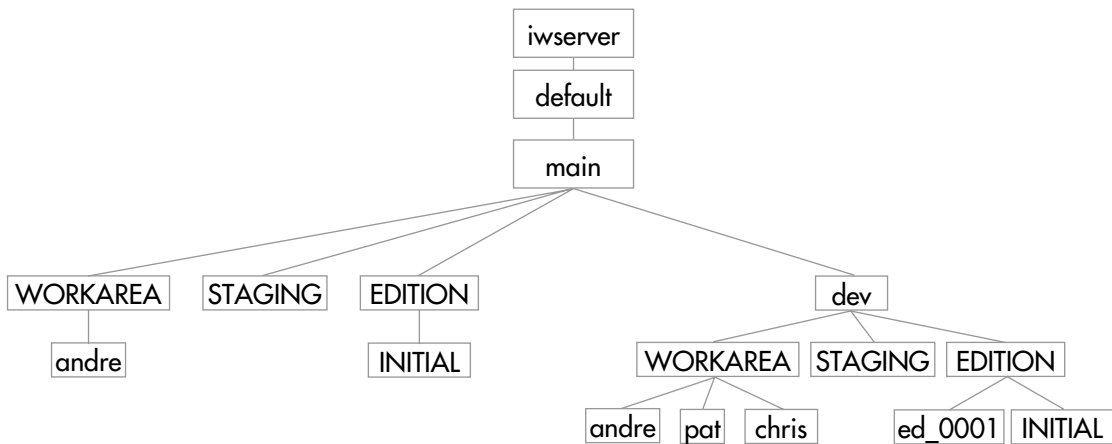 iwserver
default
main
WORKAREA STAGING EDITION dev
andre INITIAL WORKAREA STAGING EDITION
andre pat chris ed_0001 INITIAL